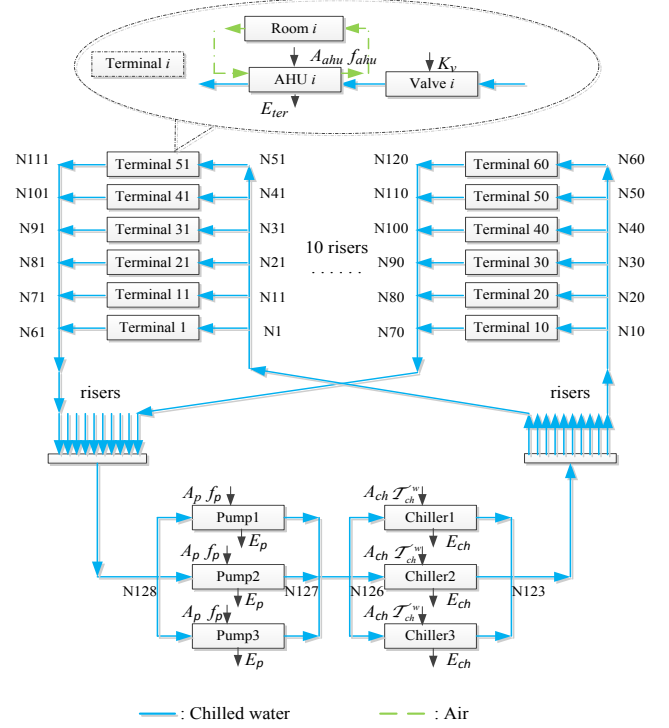 Room i
Terminal i
A_ahu f_ahu
K_v
AHU i
Valve i
E_ter
N111 Terminal 51 N51 N120 Terminal 60 N60
N101 Terminal 41 N41 N110 Terminal 50 N50
N91 Terminal 31 N31 N100 Terminal 40 N40
10 risers
N81 Terminal 21 N21 ...... N90 Terminal 30 N30
N71 Terminal 11 N11 N80 Terminal 20 N20
N61 Terminal 1 N1 N70 Terminal 10 N10
risers risers
A_p f_p A_ch T_ch^w
Pump1 Chiller1
E_p E_ch
A_p f_p A_ch T_ch^w
Pump2 Chiller2
N128 E_p N127 N126 E_ch N123
A_p f_p A_ch T_ch^w
Pump3 Chiller3
E_p E_ch
: Chilled water : Air